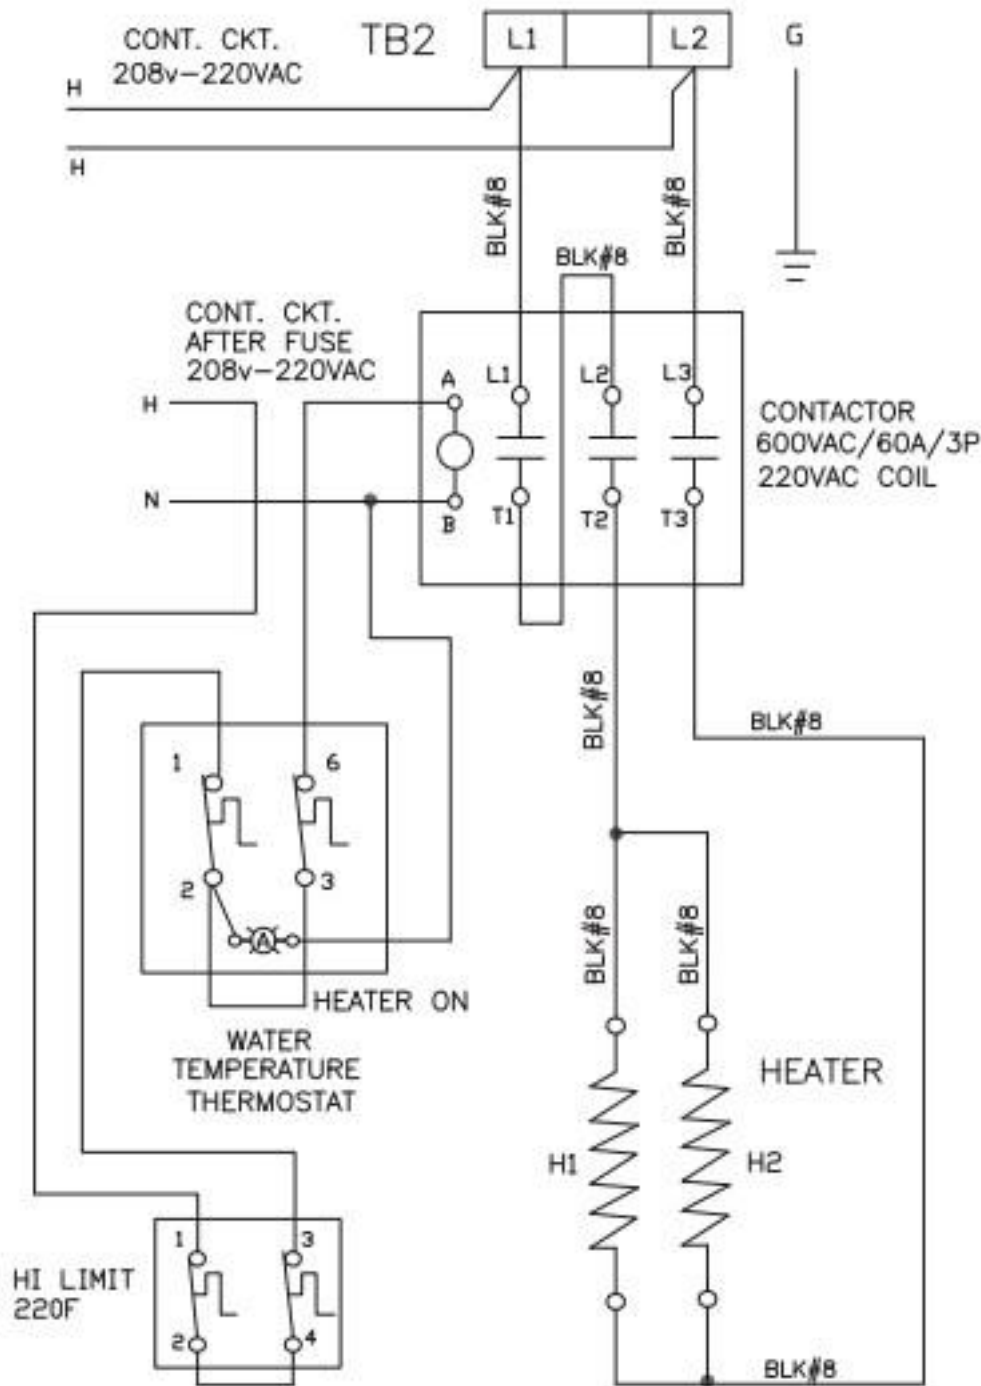 CONT. CKT.
208v-220VAC
TB2
L1
L2
G
H
H
BLK#8
BLK#8
BLK#8
CONT. CKT.
AFTER FUSE
208v-220VAC
H
N
A
B
L1
L2
L3
T1
T2
T3
CONTACTOR
600VAC/60A/3P
220VAC COIL
BLK#8
BLK#8
1
6
2
3
A
HEATER ON
WATER
TEMPERATURE
THERMOSTAT
BLK#8
BLK#8
HEATER
H1
H2
HI LIMIT
220F
1
3
2
4
BLK#8